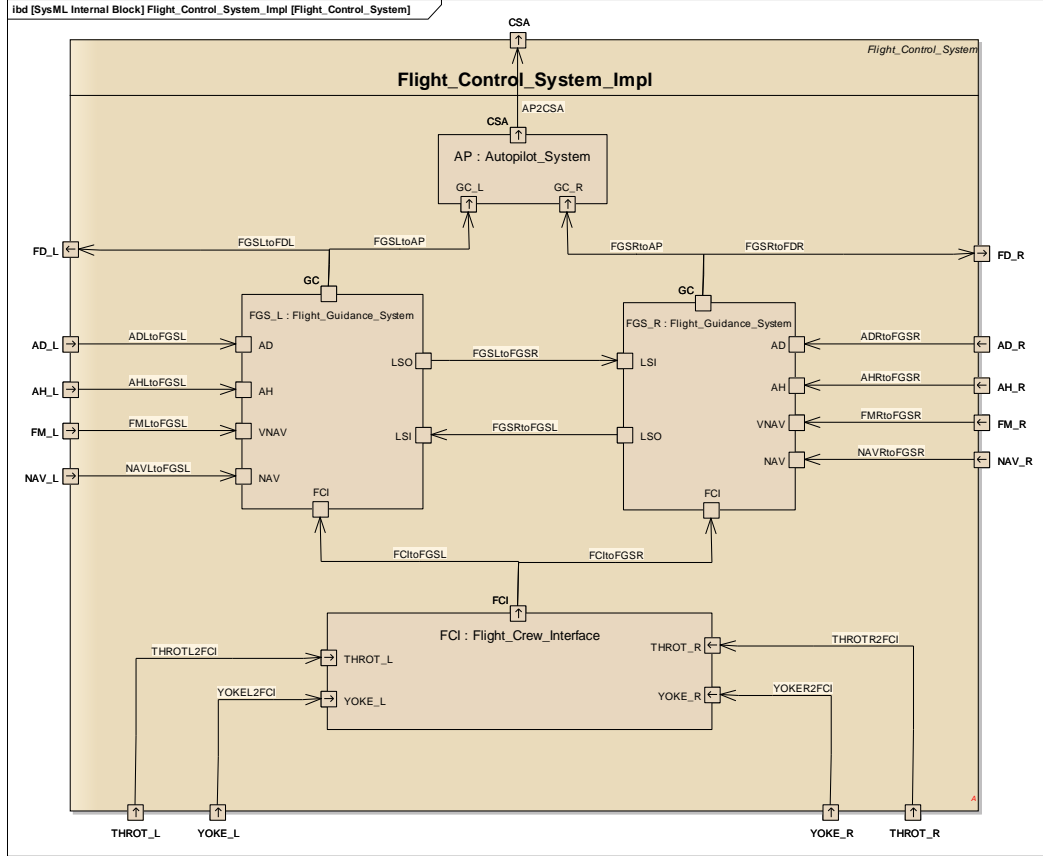 ibd [SysML Internal Block] Flight_Control_System_Impl [Flight_Control_System]
CSA
Flight_Control_System
Flight_Control_System_Impl
AP2CSA
CSA
AP : Autopilot_System
GC_L
GC_R
FGSLtoFDL
FGSLtoAP
FGSRtoAP
FGSRtoFDR
FD_L
FD_R
GC
GC
FGS_L : Flight_Guidance_System
FGS_R : Flight_Guidance_System
AD_L
ADLtoFGSL
AD
AD
ADRtoFGSR
AD_R
LSO
FGSLtoFGSR
LSI
AH_L
AHLtoFGSL
AH
AH
AHRtoFGSR
AH_R
FM_L
FMLtoFGSL
VNAV
LSI
FGSRtoFGSL
LSO
VNAV
FMRtoFGSR
FM_R
NAV_L
NAVLtoFGSL
NAV
NAV
NAVRtoFGSR
NAV_R
FCI
FCI
FCItoFGSL
FCItoFGSR
FCI
FCI : Flight_Crew_Interface
THROTL2FCI
THROT_L
THROT_R
THROTR2FCI
YOKEL2FCI
YOKE_L
YOKE_R
YOKER2FCI
A
THROT_L
YOKE_L
YOKE_R
THROT_R